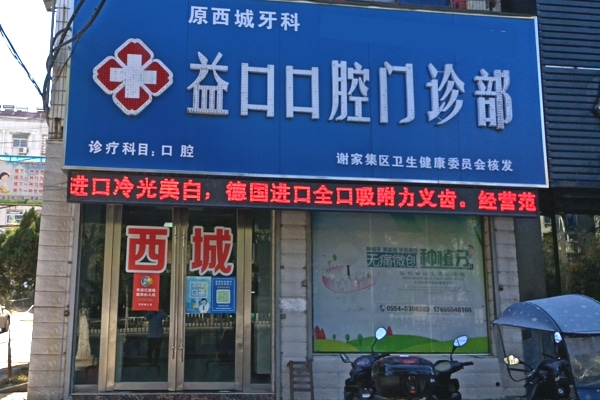 原西城牙科
益口口腔门诊部
诊疗科目：口 腔
谢家集区卫生健康委员会核发
进口冷光美白，德国进口全口吸附力义齿。经营范
西城
无痛微创种植牙